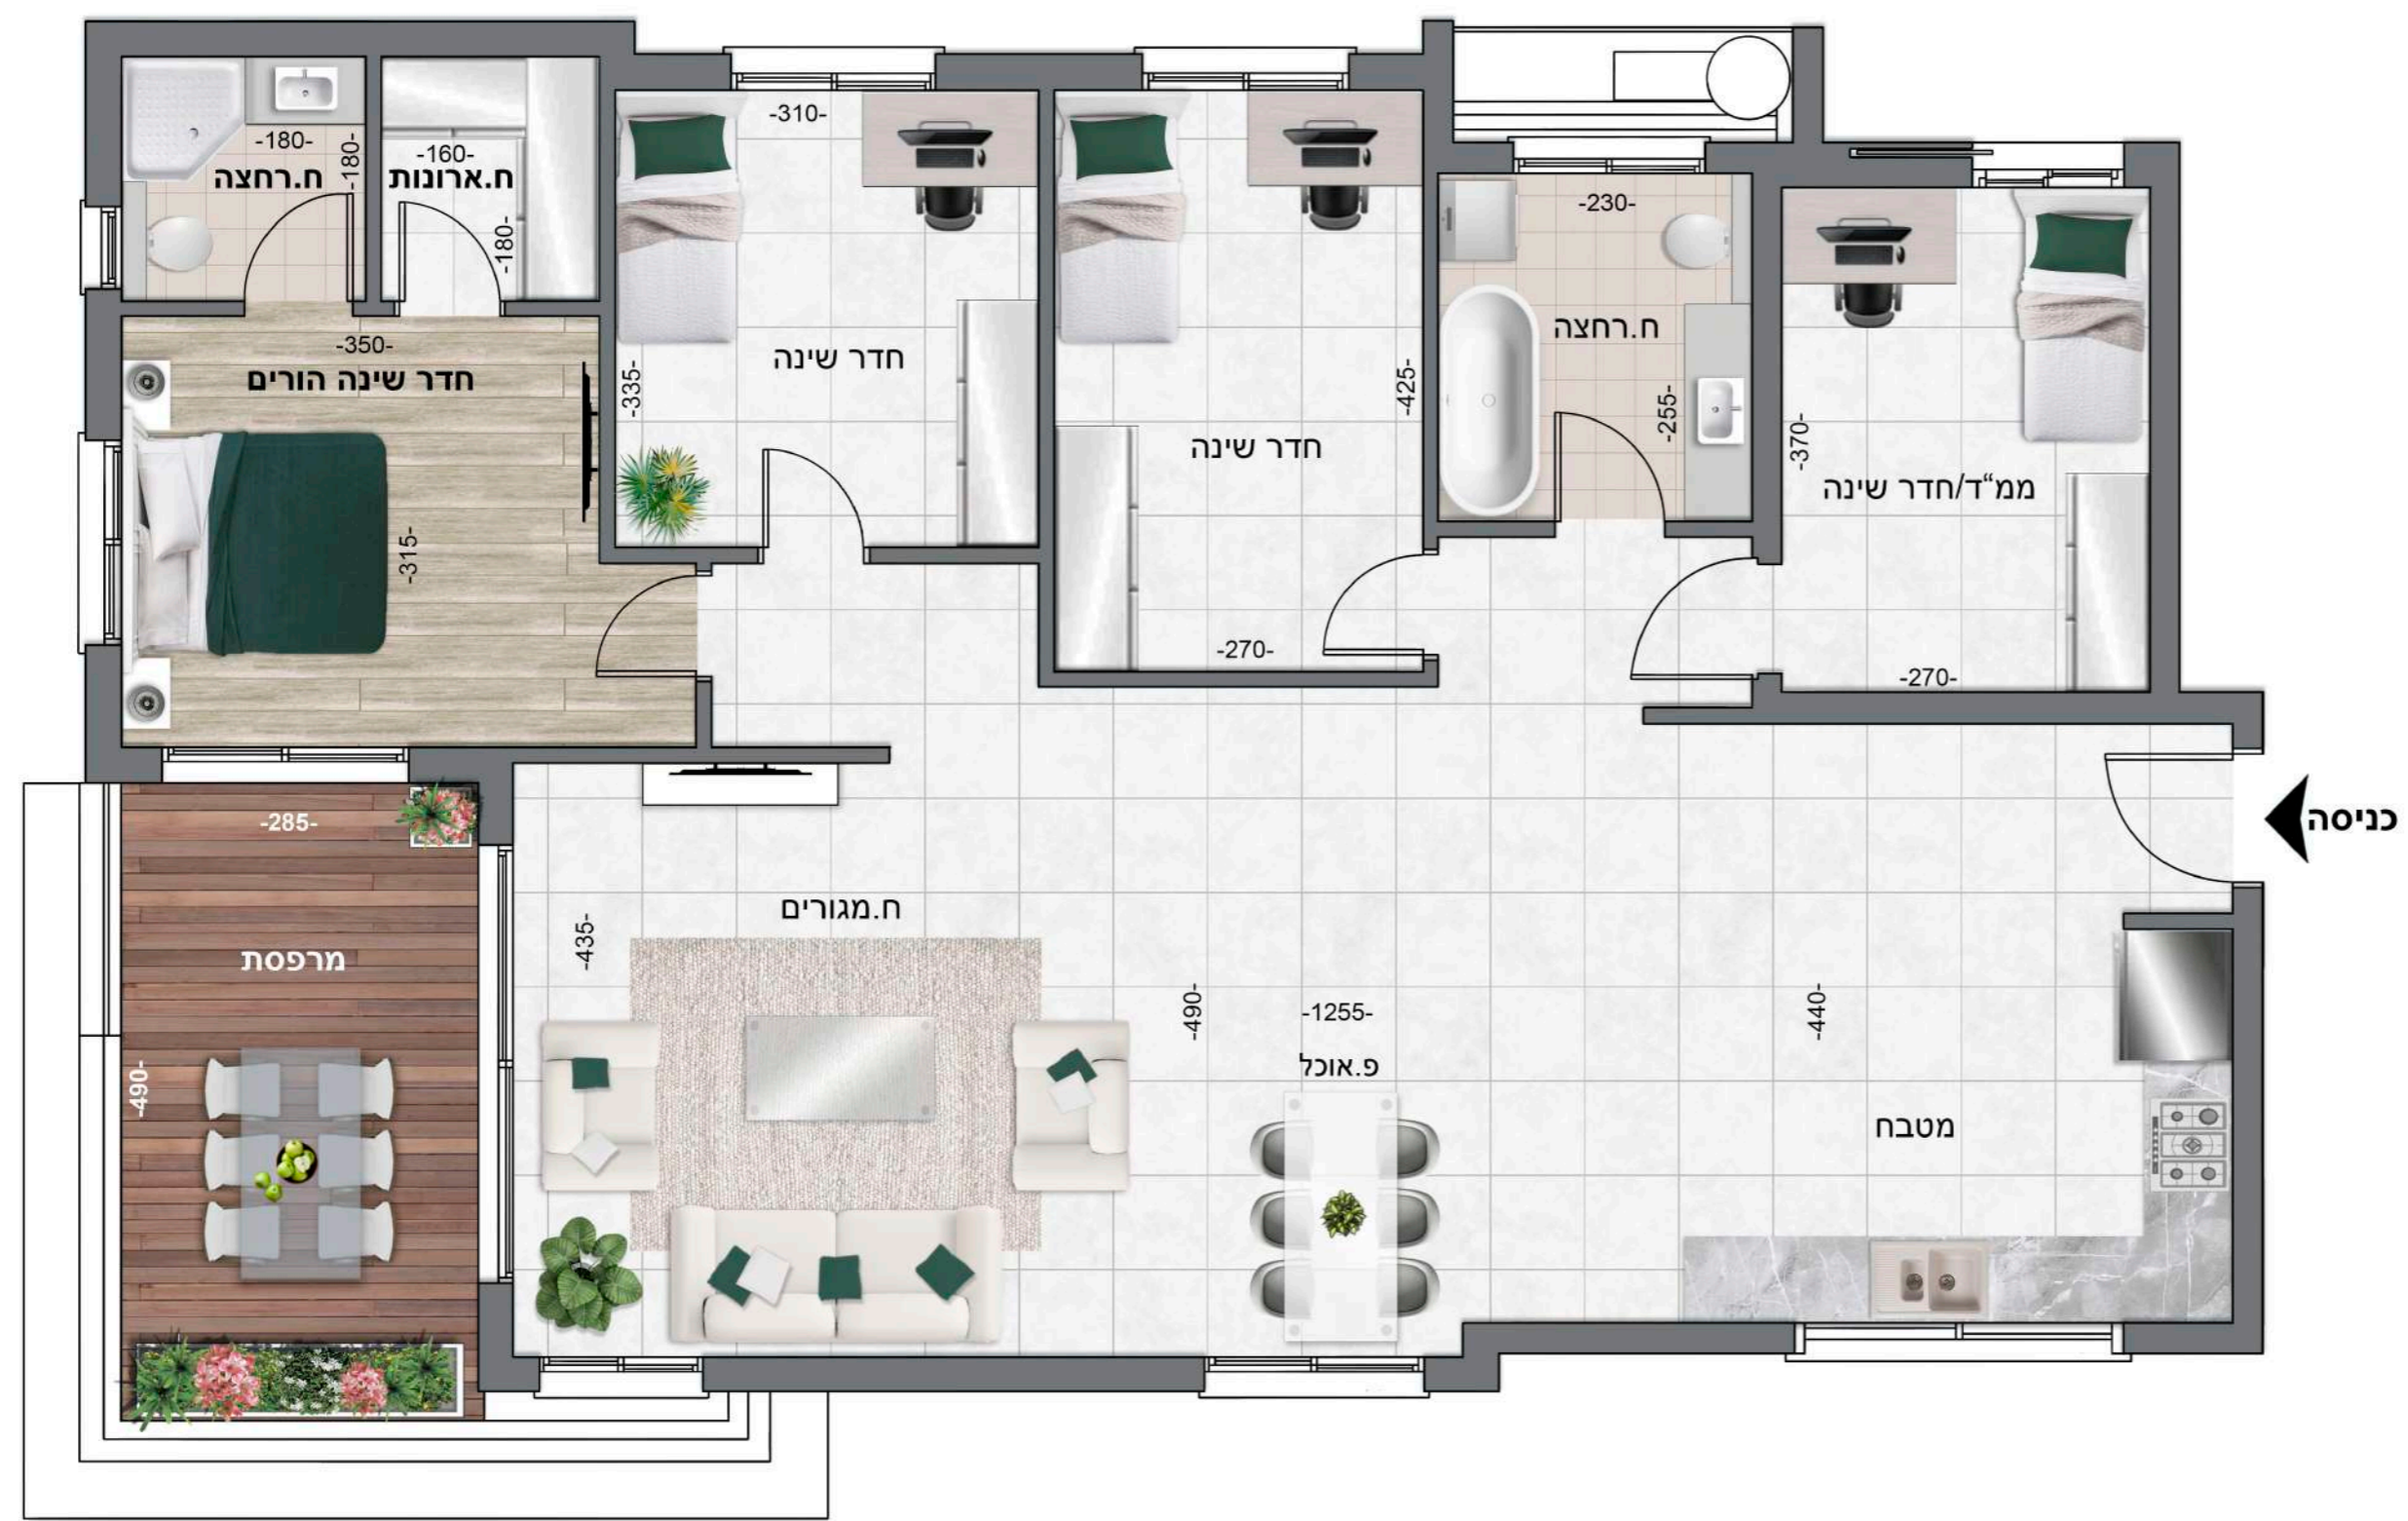 -180-
-180-
ח.רחצה
-160-
ח.ארונות
-180-
-310-
-335-
חדר שינה
-425-
חדר שינה
-270-
-230-
ח.רחצה
-255-
-370-
ממ“ד/חדר שינה
-270-
-350-
חדר שינה הורים
-315-
-285-
מרפסת
-490-
ח.מגורים
-435-
-490-
-1255-
פ.אוכל
-440-
מטבח
כניסה